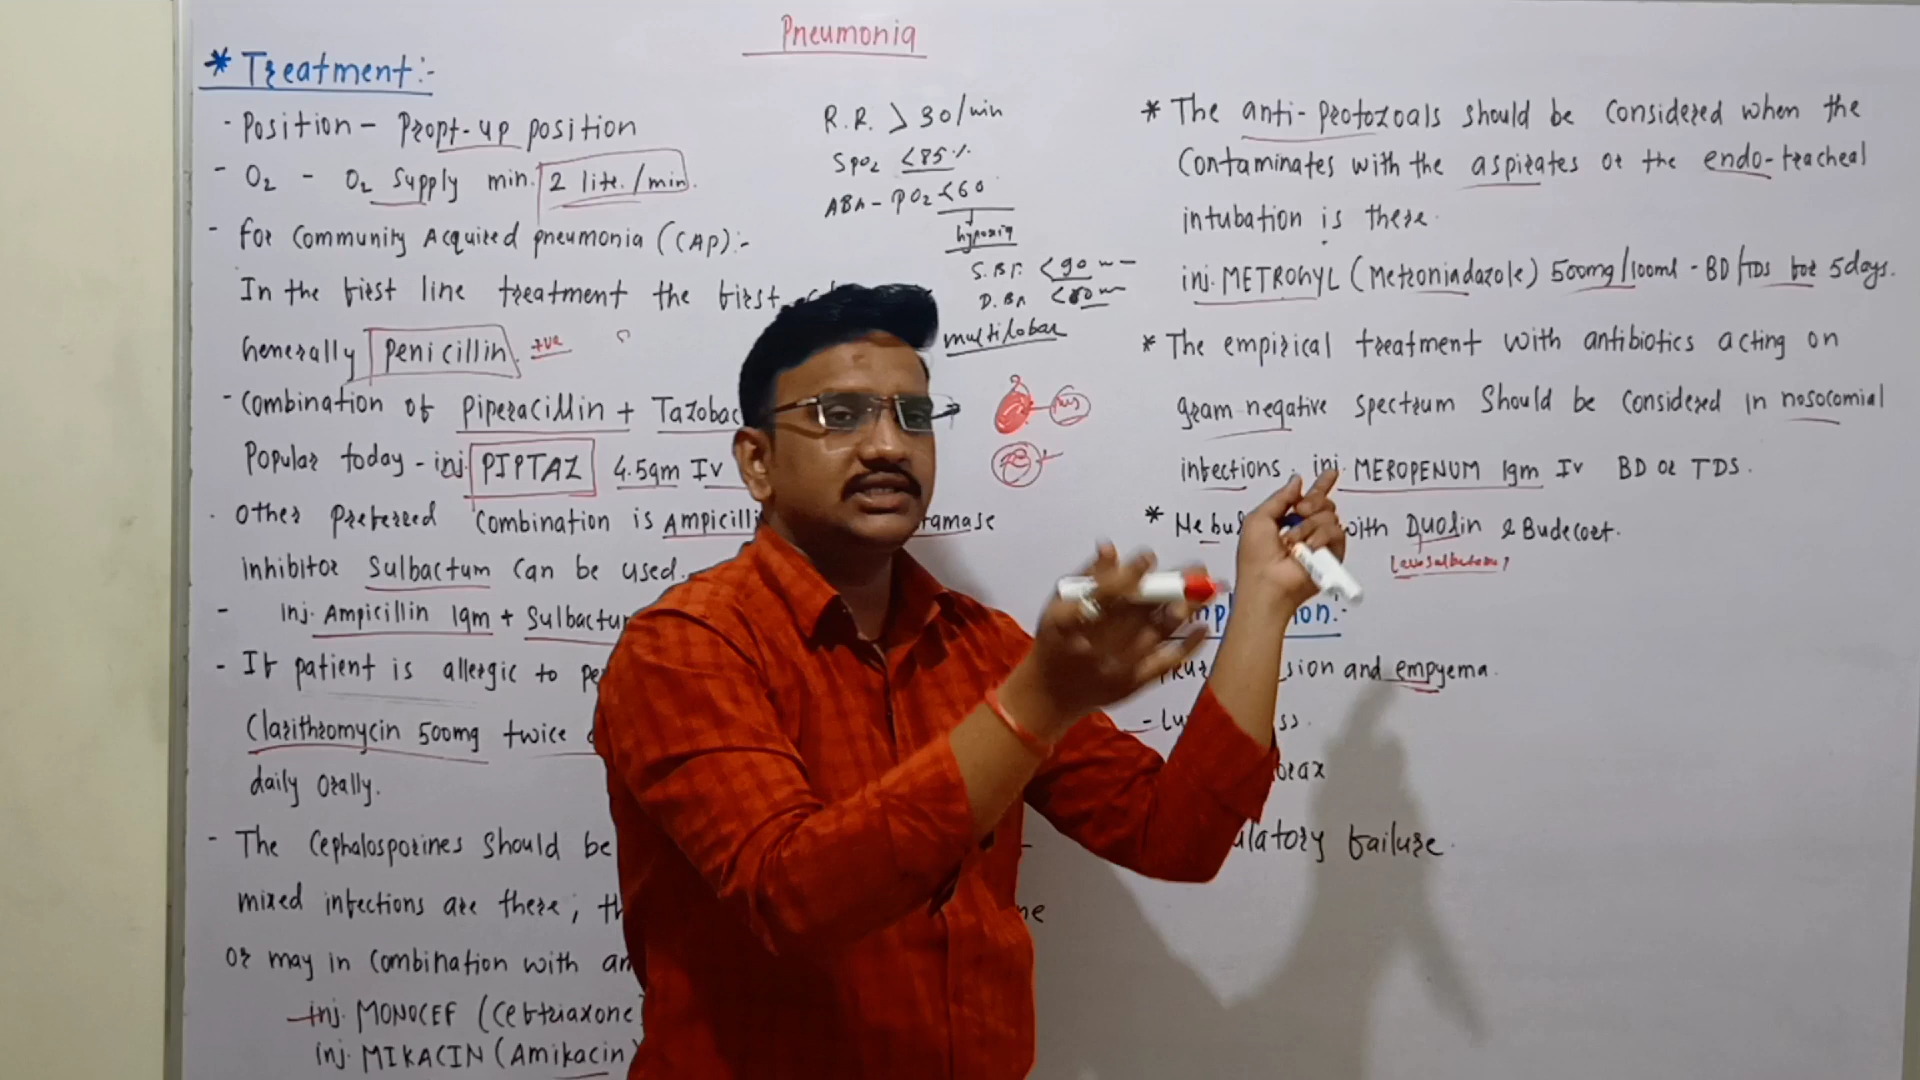 Pneumonia
* Treatment:-
- Position - Propt-up position
- O2 - O2 Supply min. 2 lite./min.
- for Community Acquired pneumonia (CAP):-
In the first line treatment the first
Generally Penicillin. +ve
- Combination of Piperacillin + Tazobac
Popular today - inj. PIPTAZ 4.5gm IV
. Other Preferred Combination is Ampicilli tamase
inhibitor Sulbactum can be used.
- inj. Ampicillin 1gm + Sulbactum
- If patient is allergic to pe
Clarithromycin 500mg twice
daily orally.
- The Cephalosporines Should be
mixed infections are there, th ne
or may in combination with am
inj. MONOCEF (Ceftriaxone)
inj. MIKACIN (Amikacin)
R.R. > 30/min
SpO2 <85%
ABA - PO2 <60
hypoxia
S.BP. <90 m
D.BP. <60 m
multilobar
* The anti-protozoals should be considered when the
Contaminates with the aspirates or the endo-tracheal
intubation is there.
inj. METROGYL (Metronindazole) 500mg/100ml - BD/TDS for 5days.
* The empirical treatment with antibiotics acting on
gram negative spectrum Should be considered in nosocomial
infections. inj. MEROPENUM 1gm IV BD or TDS.
* Nebul with Duolin & Budecort.
mpl ion:-
sion and empyema.
- Lu ss.
orax
ulatory failure.